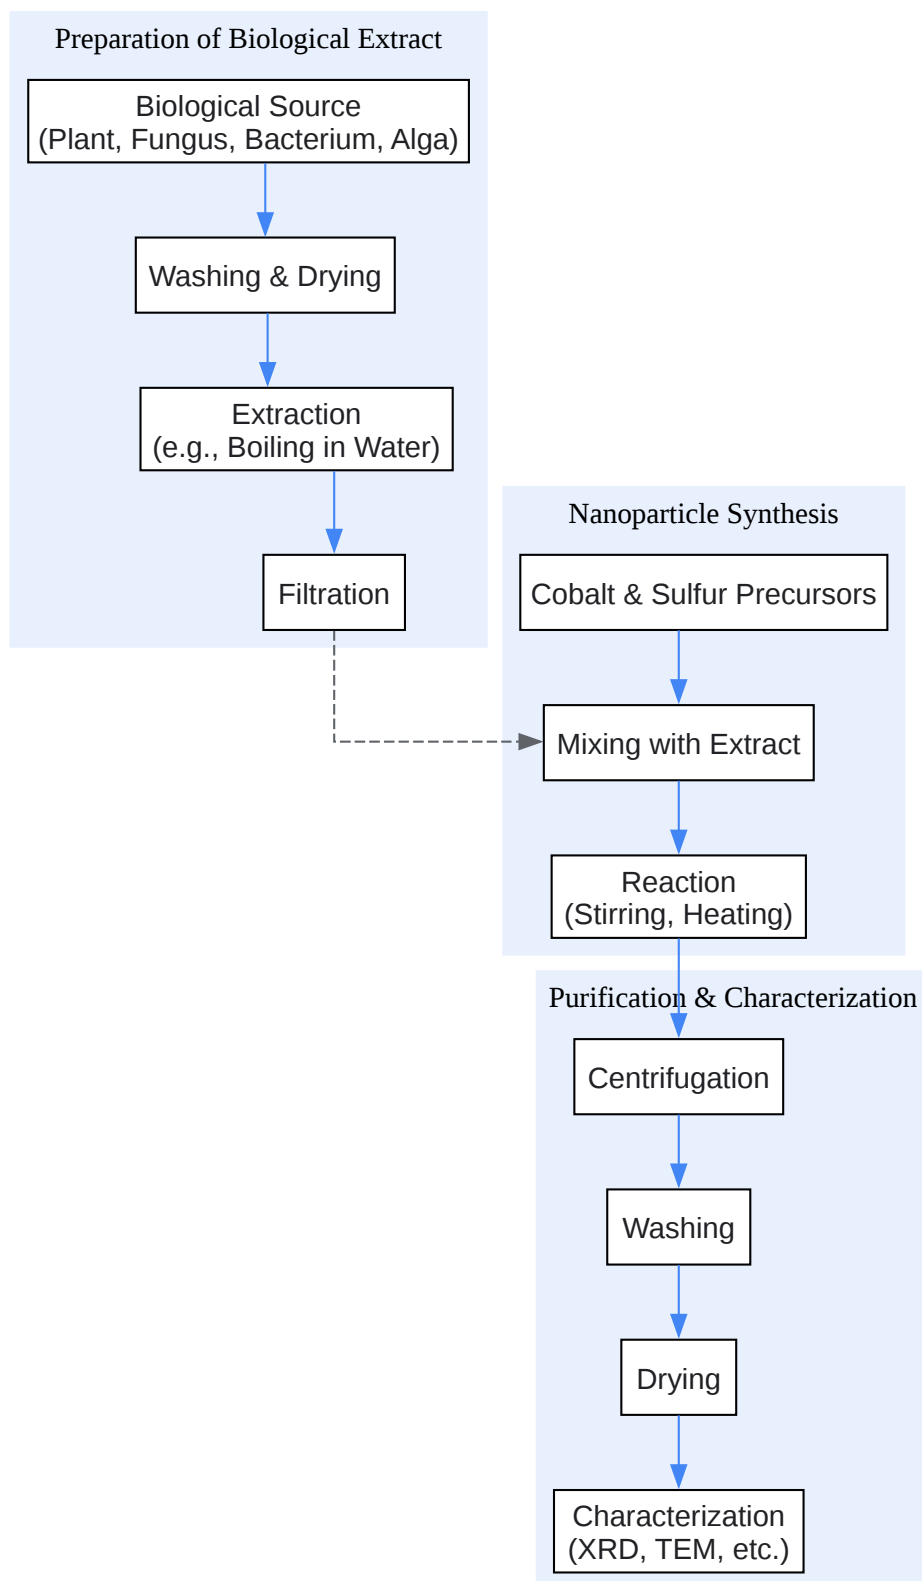 Preparation of Biological Extract
Biological Source
(Plant, Fungus, Bacterium, Alga)
Washing & Drying
Extraction
(e.g., Boiling in Water)
Filtration
Nanoparticle Synthesis
Cobalt & Sulfur Precursors
Mixing with Extract
Reaction
(Stirring, Heating)
Purification & Characterization
Centrifugation
Washing
Drying
Characterization
(XRD, TEM, etc.)